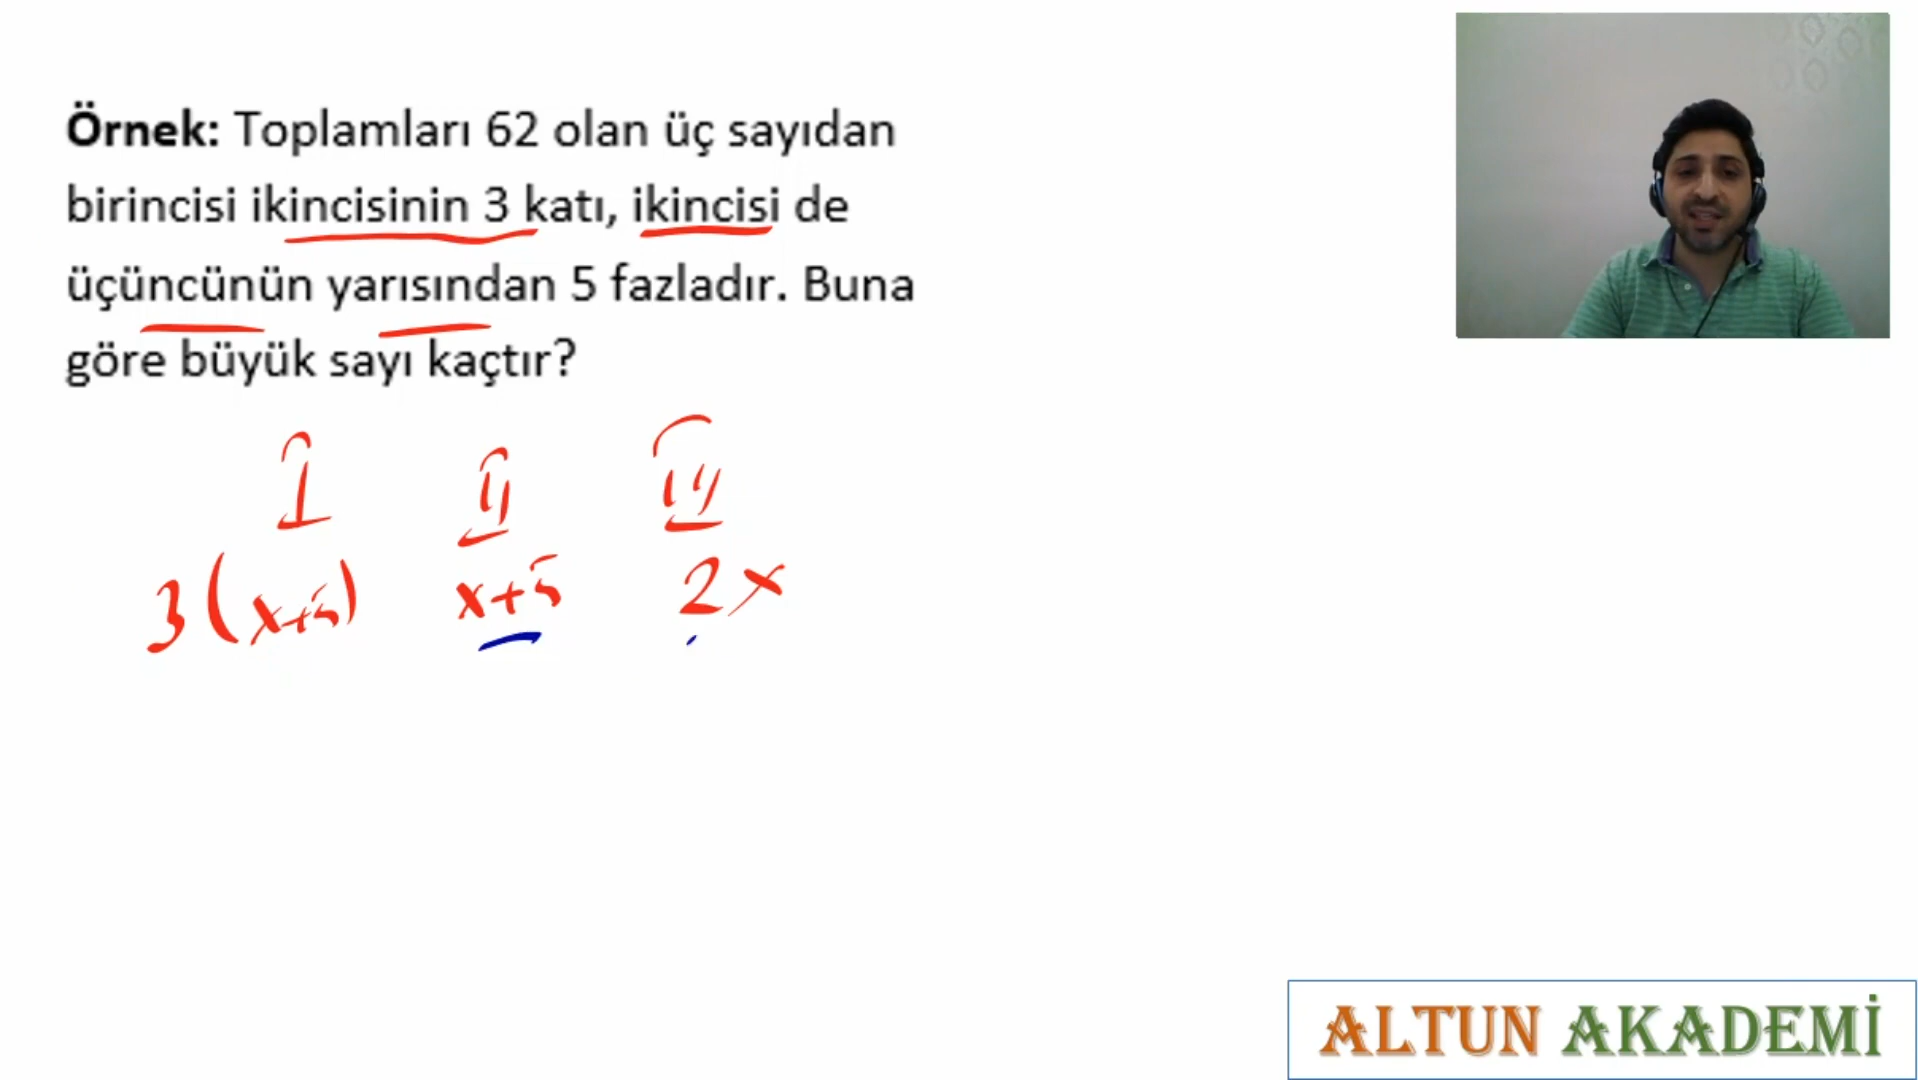 Örnek: Toplamları 62 olan üç sayıdan
birincisi ikincisinin 3 katı, ikincisi de
üçüncünün yarısından 5 fazladır. Buna
göre büyük sayı kaçtır?
I II III
3(x+5) x+5 2x
ALTUN AKADEMİ